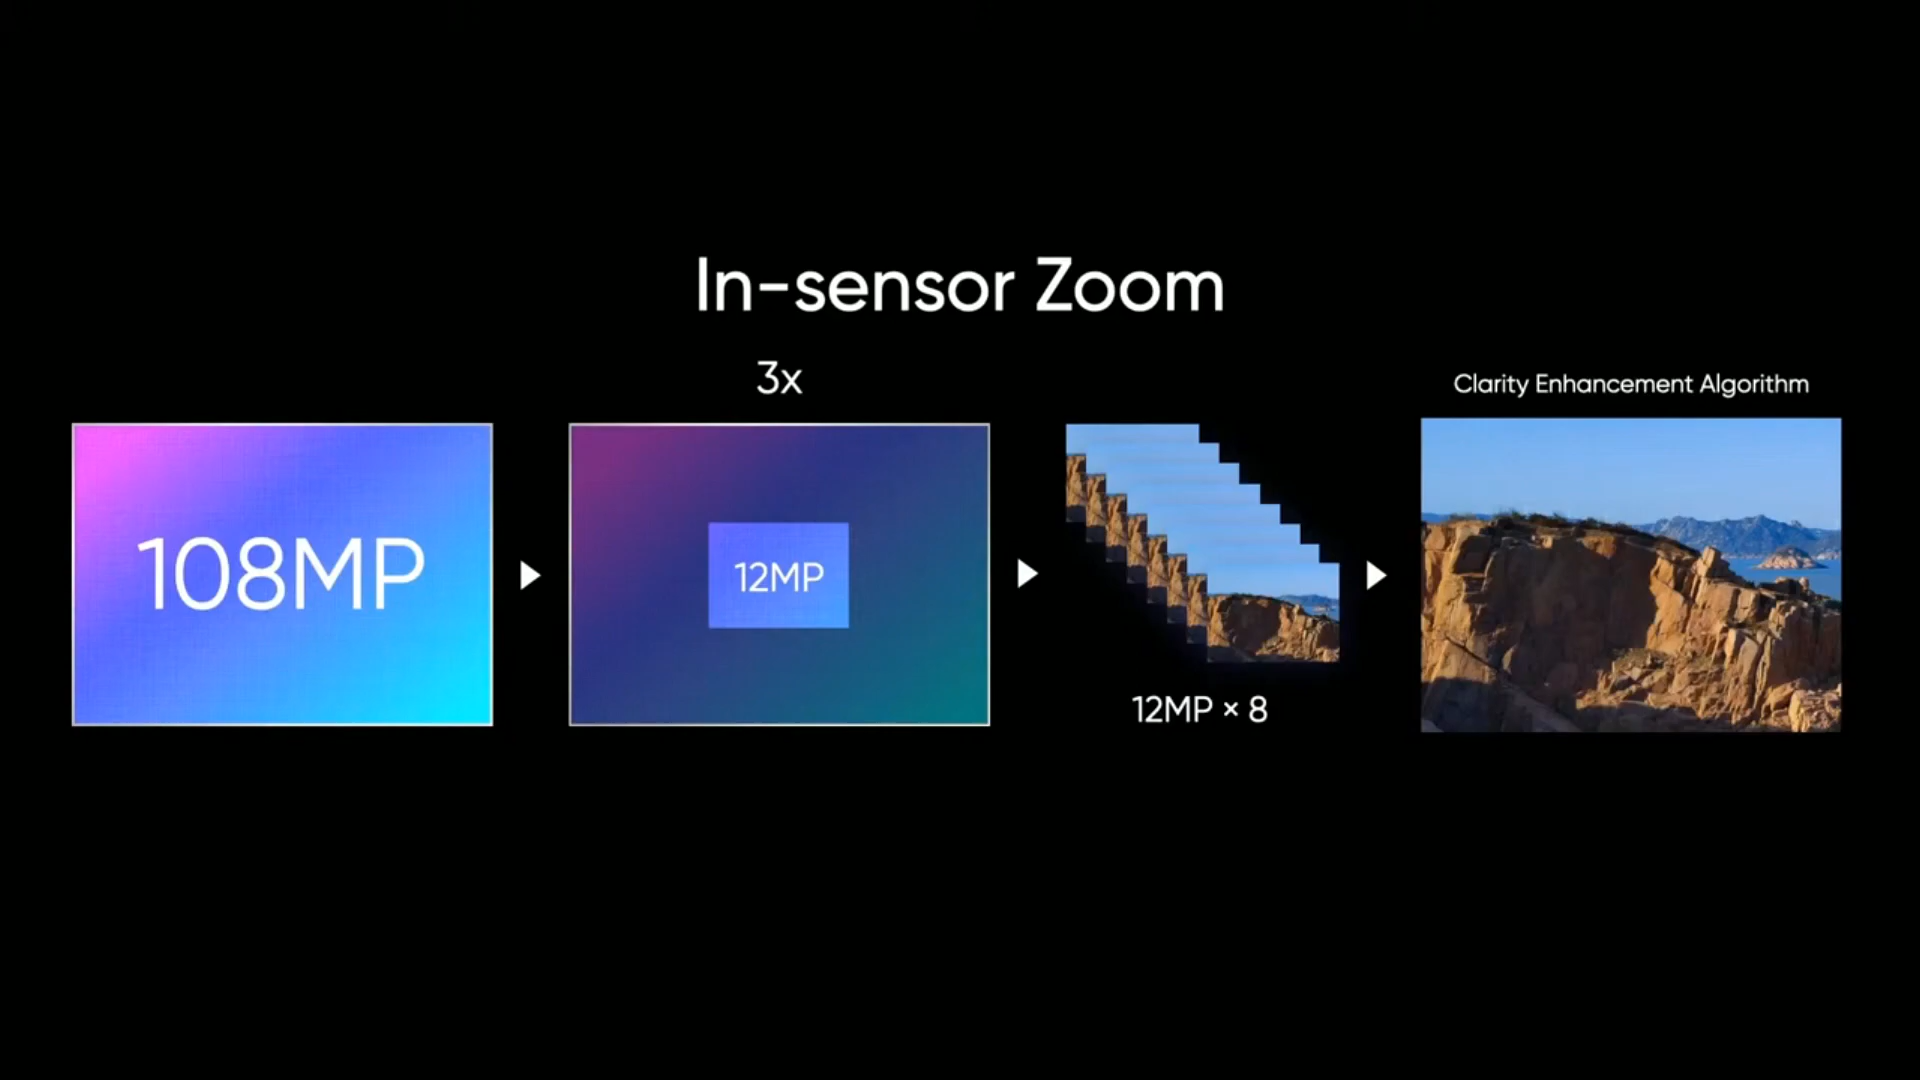 In-sensor Zoom
3x
Clarity Enhancement Algorithm
108MP
12MP
12MP × 8